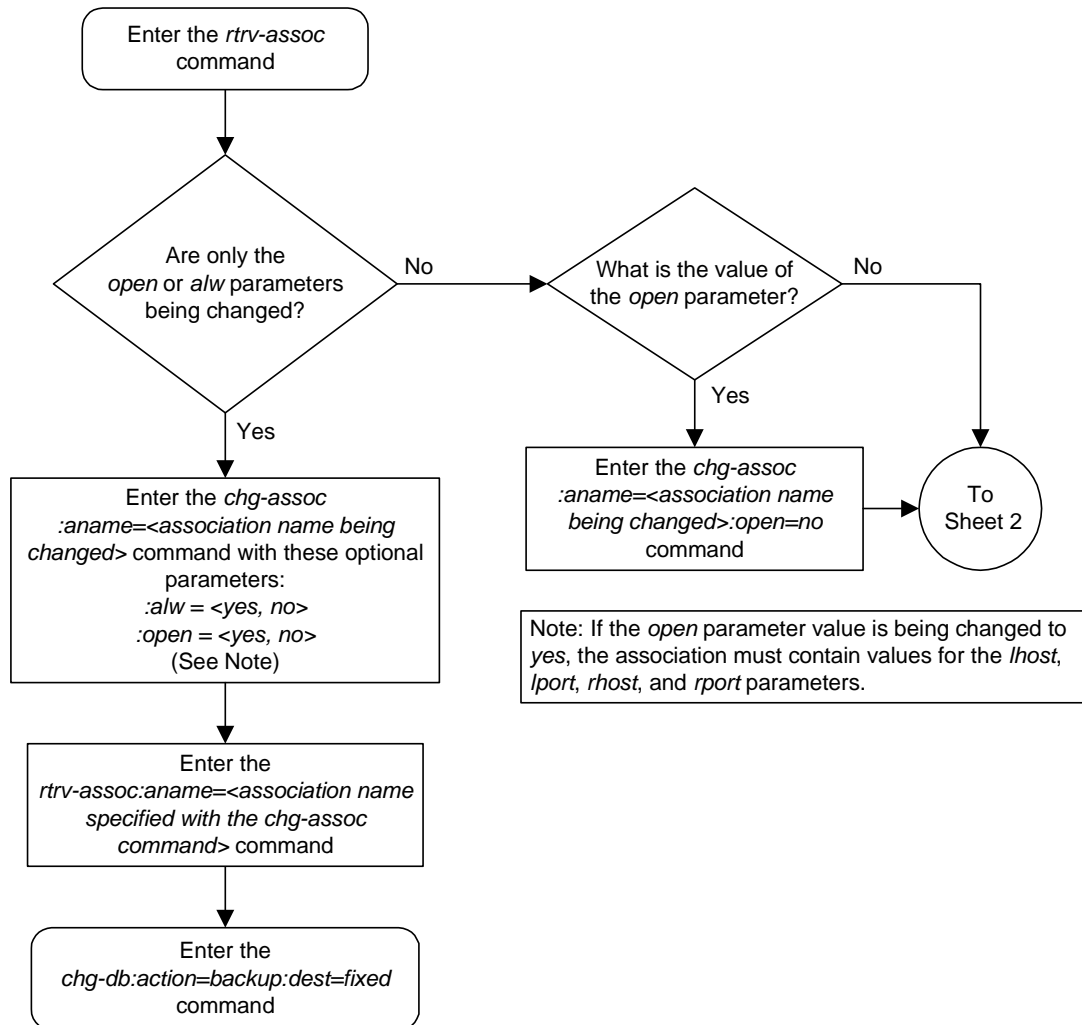 Enter the rtrv-assoc
command
Are only the
open or alw parameters
being changed?
No
What is the value of
the open parameter?
No
Yes
Yes
Enter the chg-assoc
:aname=<association name being
changed> command with these optional
parameters:
:alw = <yes, no>
:open = <yes, no>
(See Note)
Enter the chg-assoc
:aname=<association name
being changed>:open=no
command
To
Sheet 2
Note: If the open parameter value is being changed to
yes, the association must contain values for the lhost,
lport, rhost, and rport parameters.
Enter the
rtrv-assoc:aname=<association name
specified with the chg-assoc
command> command
Enter the
chg-db:action=backup:dest=fixed
command